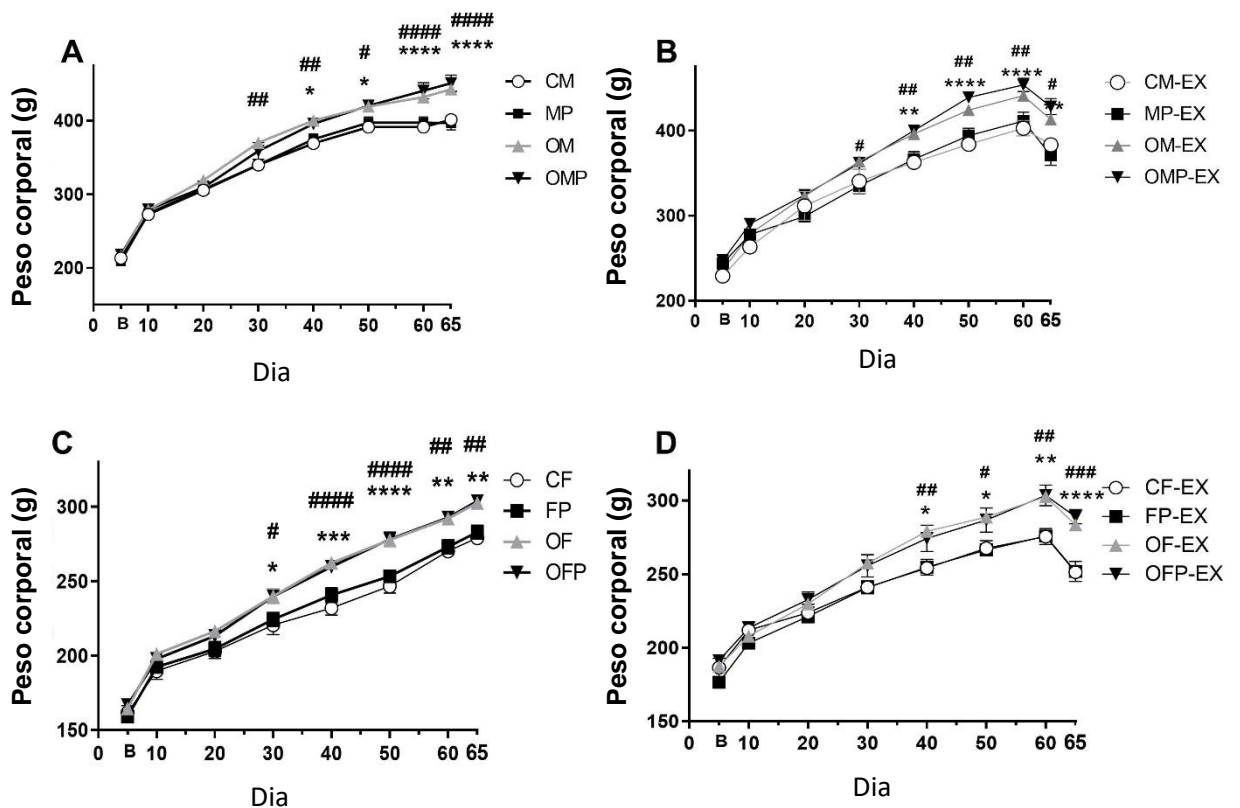 A
##
##
*
#
*
####
****
####
****
CM
MP
OM
OMP
Peso corporal (g)
400
300
200
0 B 10 20 30 40 50 60 65
Dia
B
#
##
**
##
****
##
****
#
**
CM-EX
MP-EX
OM-EX
OMP-EX
Peso corporal (g)
400
300
200
0 B 10 20 30 40 50 60 65
Dia
C
#
*
####
***
####
****
##
**
##
**
CF
FP
OF
OFP
Peso corporal (g)
300
250
200
150
0 B 10 20 30 40 50 60 65
Dia
D
##
*
#
*
##
**
###
****
CF-EX
FP-EX
OF-EX
OFP-EX
Peso corporal (g)
300
250
200
150
0 B 10 20 30 40 50 60 65
Dia